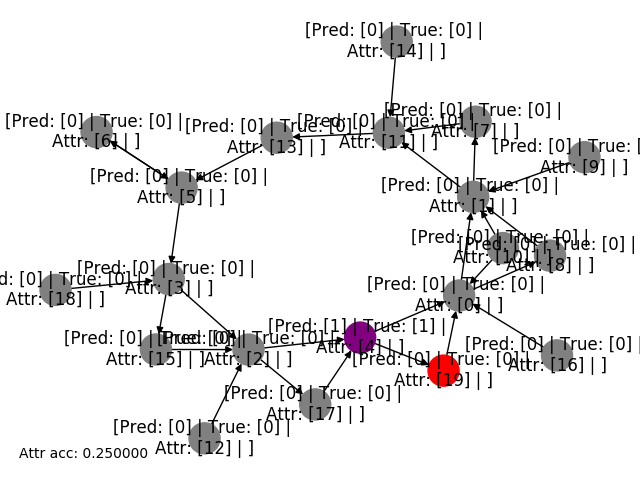 [Pred: [0] | True: [0] |
Attr: [14] | ]
[Pred: [0] | True: [0] |
Attr: [6] | ]
[Pred: [0] | True: [0] |
Attr: [13] | ]
[Pred: [0] | True: [0] |
Attr: [11] | ]
[Pred: [0] | True: [0] |
Attr: [7] | ]
[Pred: [0] | True: [0]
Attr: [9] | ]
[Pred: [0] | True: [0] |
Attr: [5] | ]
[Pred: [0] | True: [0] |
Attr: [1] | ]
[Pred: [0] | True: [0] |
Attr: [10] | ]
[Pred: [0] | True: [0] |
Attr: [8] | ]
[0] | True: [0] |
Attr: [18] | ]
[Pred: [0] | True: [0] |
Attr: [3] | ]
[Pred: [0] | True: [0] |
Attr: [0] | ]
[Pred: [0] | True: [0] |
Attr: [15] | ]
[Pred: [0] | True: [0] |
Attr: [2] | ]
[Pred: [1] | True: [1] |
Attr: [4] | ]
[Pred: [0] | True: [0] |
Attr: [19] | ]
[Pred: [0] | True: [0]
Attr: [16] | ]
[Pred: [0] | True: [0] |
Attr: [17] | ]
[Pred: [0] | True: [0] |
Attr: [12] | ]
Attr acc: 0.250000